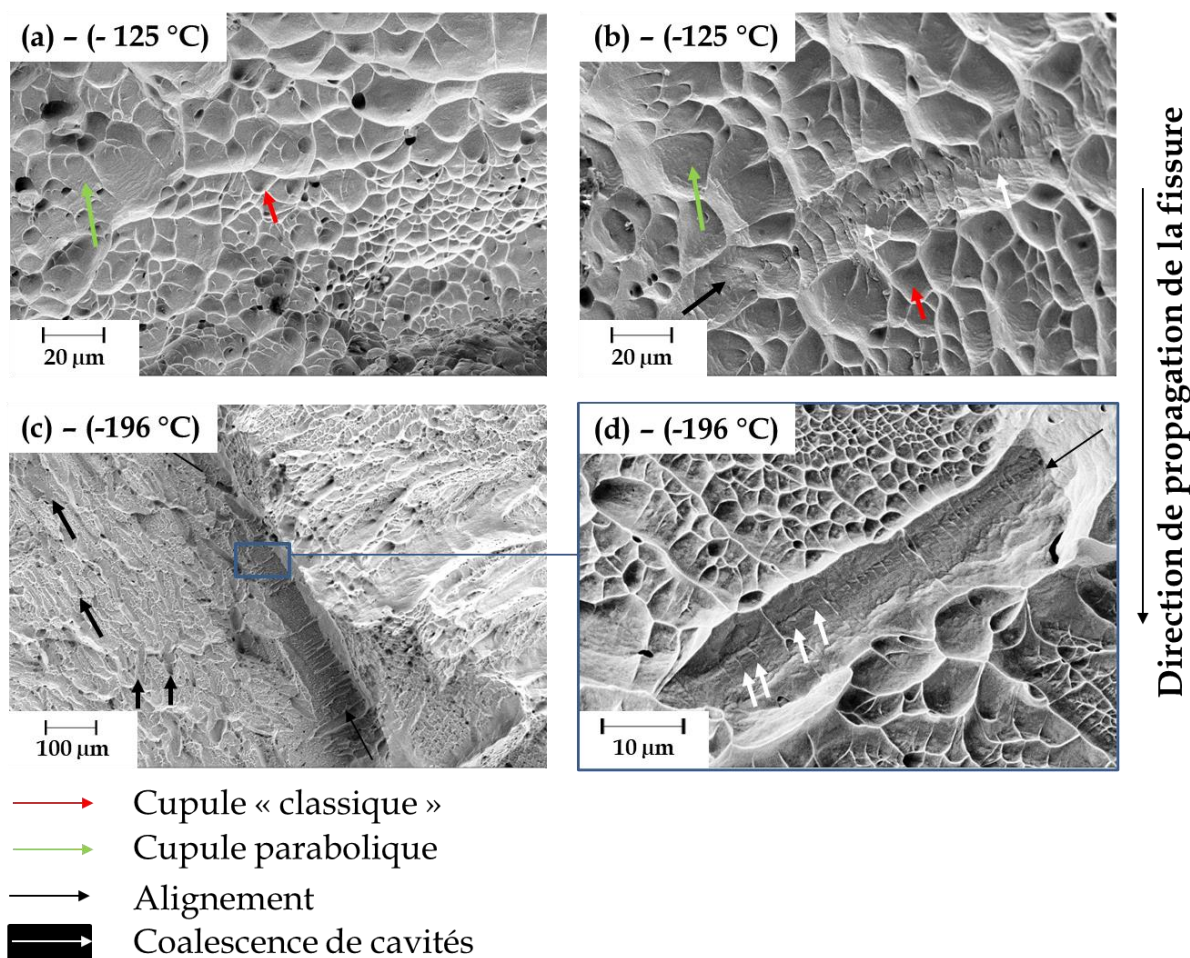 (a) – (- 125 °C)
(b) – (-125 °C)
20 µm
20 µm
(c) – (-196 °C)
(d) – (-196 °C)
100 µm
10 µm
Direction de propagation de la fissure
Cupule « classique »
Cupule parabolique
Alignement
Coalescence de cavités